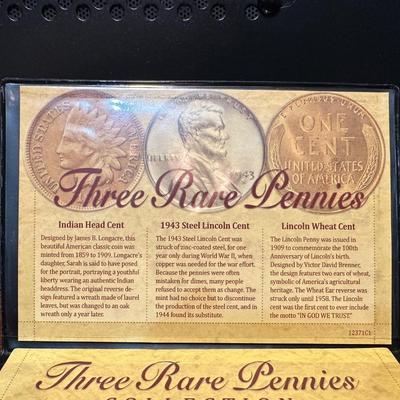 UNITED STATES
LIBERTY
1943
E PLURIBUS UNUM
ONE
CENT
UNITED STATES
OF AMERICA
Three Rare Pennies
Indian Head Cent
Designed by James B. Longacre, this
beautiful American classic coin was
minted from 1859 to 1909. Longacre's
daughter, Sarah is said to have posed
for the portrait, portraying a youthful
liberty wearing an authentic Indian
headdress. The original reverse de-
sign featured a wreath made of laurel
leaves, but was changed to an oak
wreath only a year later.
1943 Steel Lincoln Cent
The 1943 Steel Lincoln Cent was
struck of zinc-coated steel, for one
year only during World War II, when
copper was needed for the war effort.
Because the pennies were often
mistaken for dimes, many people
refused to accept them as change. The
mint had no choice but to discontinue
the production of the steel cent, and in
1944 found its substitute.
Lincoln Wheat Cent
The Lincoln Penny was issued in
1909 to commemorate the 100th
Anniversary of Lincoln's birth.
Designed by Victor David Brenner,
the design features two ears of wheat,
symbolic of America's agricultural
heritage. The Wheat Ear reverse was
struck only until 1958. The Lincoln
cent was the first cent to ever include
the motto "IN GOD WE TRUST"
12371Ct
Three Rare Pennies
COLLECTION